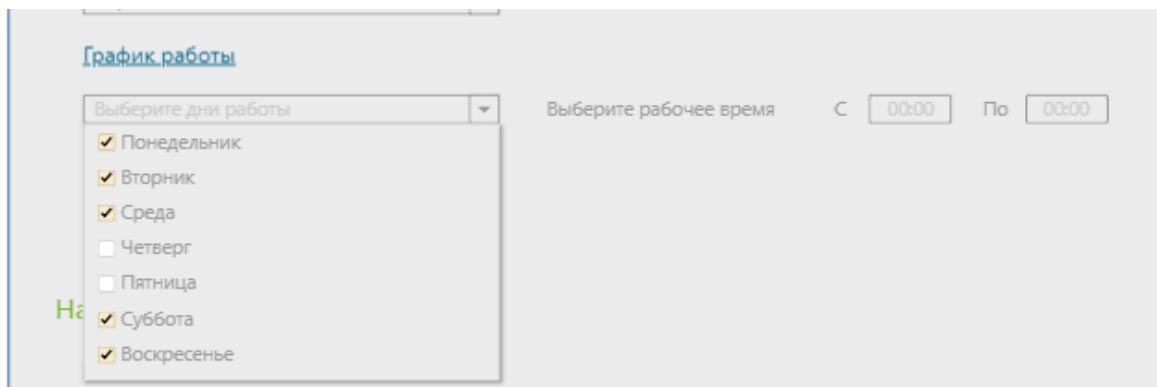 График работы
Выберите дни работы Выберите рабочее время С 00:00 По 00:00
Понедельник
Вторник
Среда
Четверг
Пятница
На
Суббота
Воскресенье